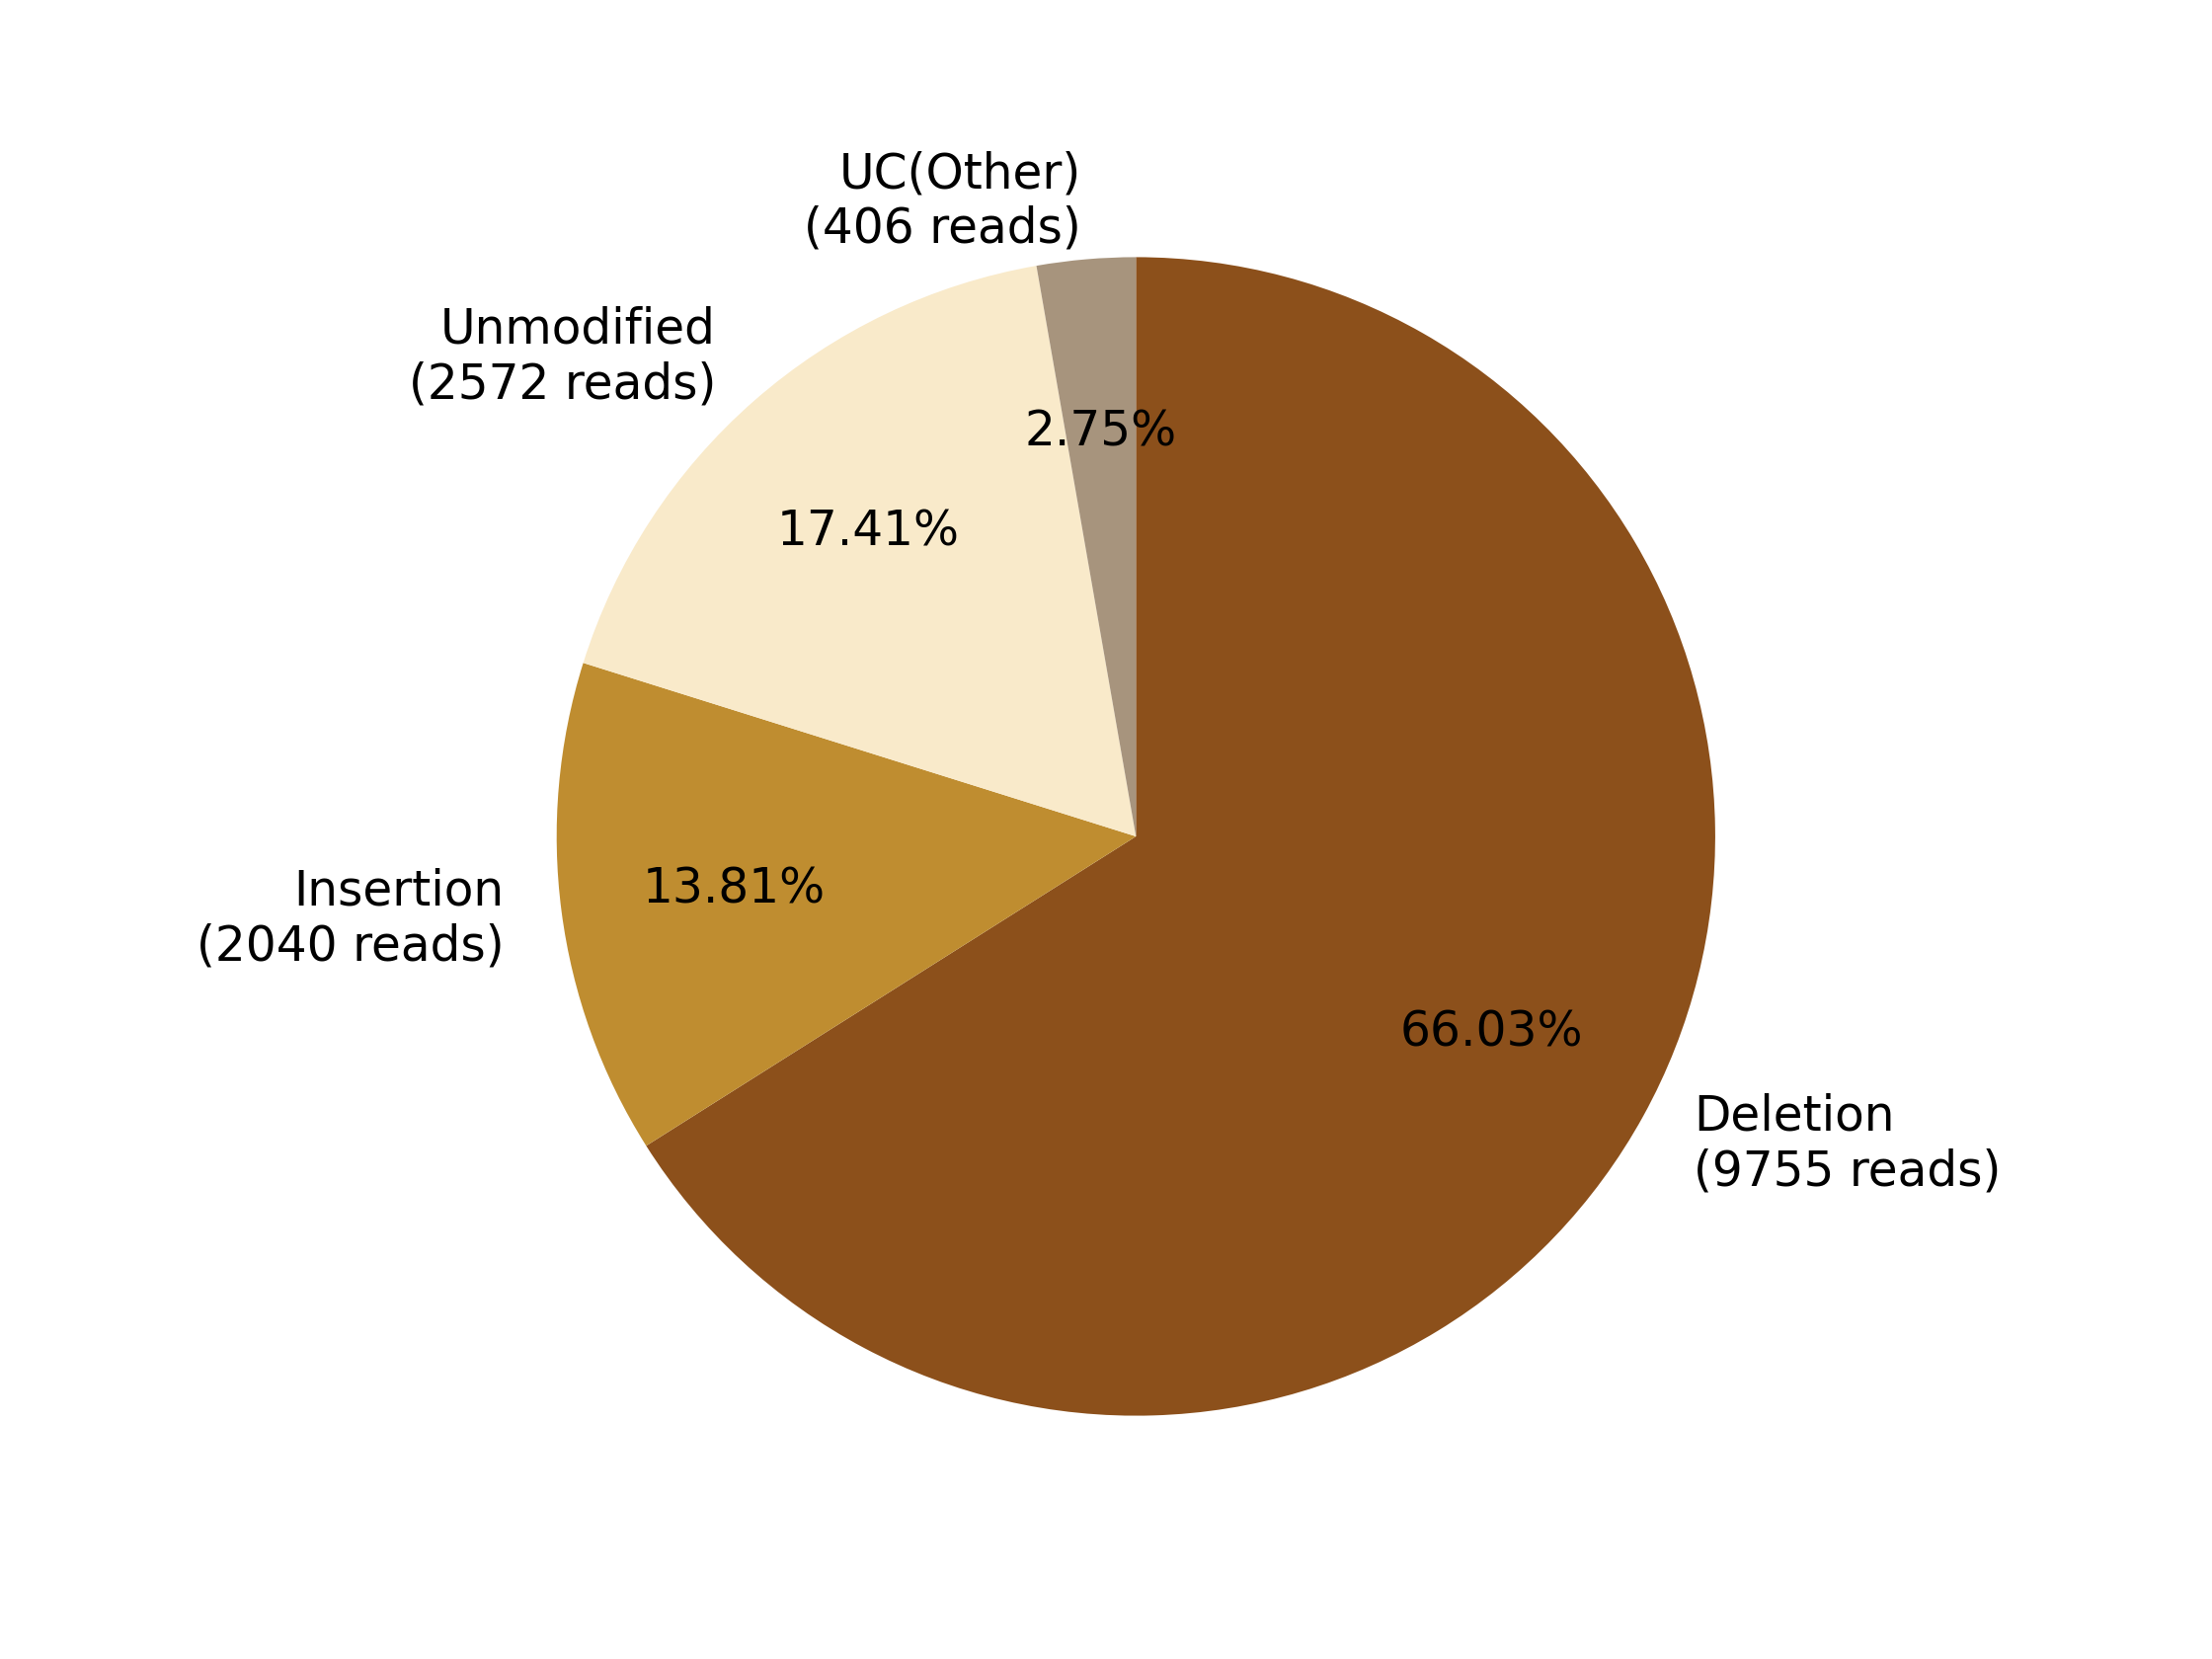 UC(Other)
(406 reads)
Unmodified
(2572 reads)
2.75%
17.41%
Insertion
(2040 reads)
13.81%
66.03%
Deletion
(9755 reads)